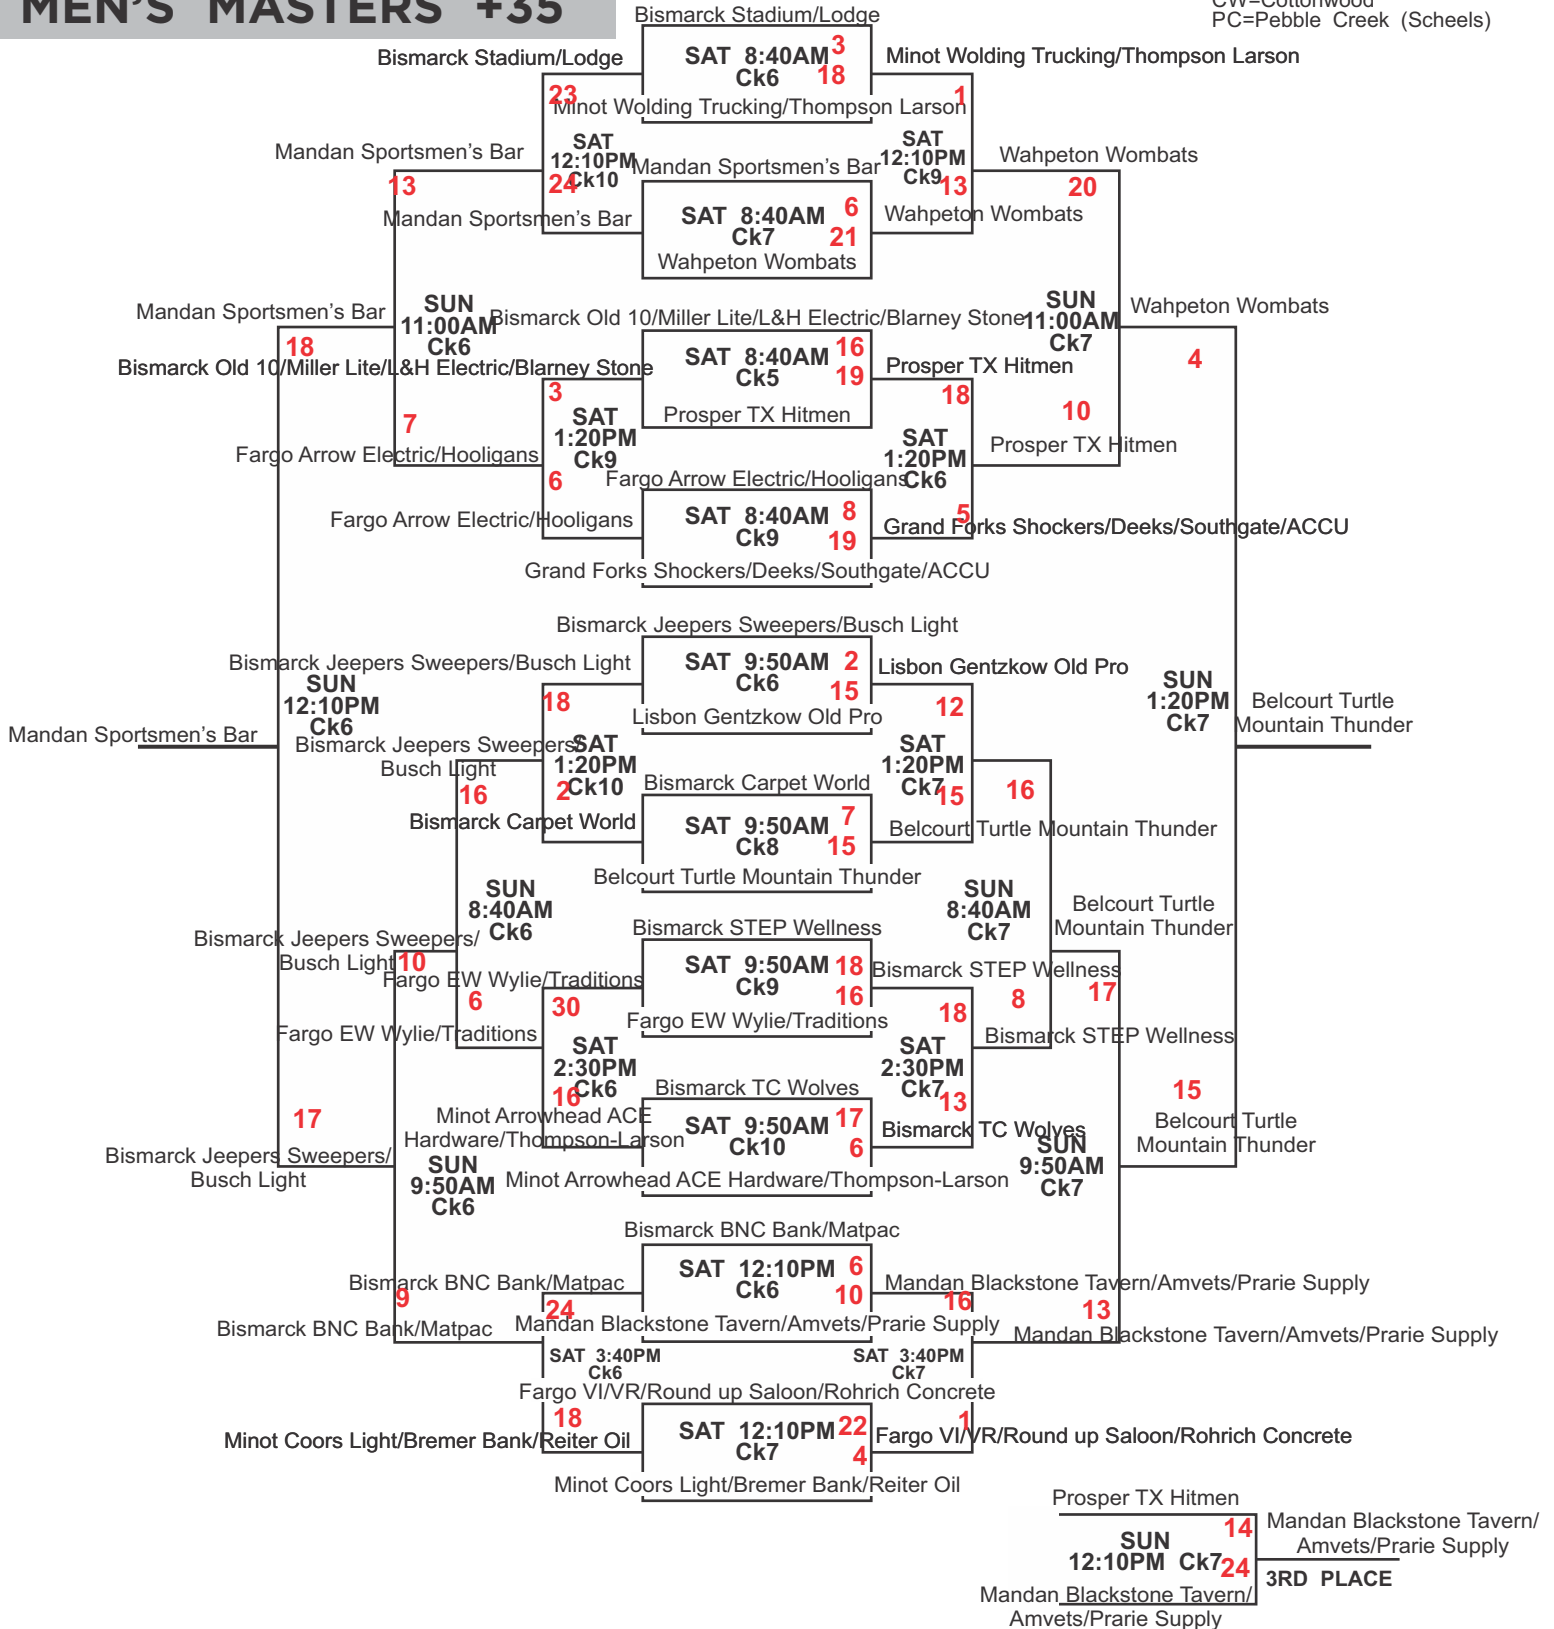 MEN'S MASTERS +35
CW=Cottonwood
PC=Pebble Creek (Scheels)
Bismarck Stadium/Lodge
SAT 8:40AM 3
Ck6 18
Minot Wolding Trucking/Thompson Larson
Bismarck Stadium/Lodge
Minot Wolding Trucking/Thompson Larson
23
1
SAT
12:10PM
Ck10
24
SAT
12:10PM
Ck9
13
Mandan Sportsmen's Bar
Wahpeton Wombats
13
20
Mandan Sportsmen's Bar
SAT 8:40AM 6
Ck7 21
Wahpeton Wombats
Mandan Sportsmen's Bar
Wahpeton Wombats
Mandan Sportsmen's Bar
SUN
11:00AM
Ck6
SUN
11:00AM
Ck7
Wahpeton Wombats
18
4
Bismarck Old 10/Miller Lite/L&H Electric/Blarney Stone
SAT 8:40AM 16
Ck5 19
Prosper TX Hitmen
Bismarck Old 10/Miller Lite/L&H Electric/Blarney Stone
Prosper TX Hitmen
3
18
7
10
SAT
1:20PM
Ck9
6
SAT
1:20PM
Ck6
5
Fargo Arrow Electric/Hooligans
Prosper TX Hitmen
Fargo Arrow Electric/Hooligans
SAT 8:40AM 8
Ck9 19
Grand Forks Shockers/Deeks/Southgate/ACCU
Fargo Arrow Electric/Hooligans
Grand Forks Shockers/Deeks/Southgate/ACCU
Bismarck Jeepers Sweepers/Busch Light
SAT 9:50AM 2
Ck6 15
Lisbon Gentzkow Old Pro
Bismarck Jeepers Sweepers/Busch Light
Lisbon Gentzkow Old Pro
SUN
12:10PM
Ck6
SUN
1:20PM
Ck7
18
12
Mandan Sportsmen's Bar
Belcourt Turtle
Mountain Thunder
Bismarck Jeepers Sweepers/
Busch Light
SAT
1:20PM
Ck10
2
SAT
1:20PM
Ck7
15
16
16
Bismarck Carpet World
SAT 9:50AM 7
Ck8 15
Belcourt Turtle Mountain Thunder
Bismarck Carpet World
Belcourt Turtle Mountain Thunder
SUN
8:40AM
Ck6
SUN
8:40AM
Ck7
Belcourt Turtle
Mountain Thunder
Bismarck Jeepers Sweepers/
Busch Light
10
17
Bismarck STEP Wellness
SAT 9:50AM 18
Ck9 16
Fargo EW Wylie/Traditions
Fargo EW Wylie/Traditions
Bismarck STEP Wellness
6
30
18
8
Fargo EW Wylie/Traditions
Bismarck STEP Wellness
SAT
2:30PM
Ck6
16
SAT
2:30PM
Ck7
13
Bismarck TC Wolves
SAT 9:50AM 17
Ck10 6
Minot Arrowhead ACE Hardware/Thompson-Larson
Minot Arrowhead ACE
Hardware/Thompson-Larson
Bismarck TC Wolves
17
15
Bismarck Jeepers Sweepers/
Busch Light
SUN
9:50AM
Ck6
SUN
9:50AM
Ck7
Belcourt Turtle
Mountain Thunder
Bismarck BNC Bank/Matpac
SAT 12:10PM 6
Ck6 10
Mandan Blackstone Tavern/Amvets/Prarie Supply
Bismarck BNC Bank/Matpac
Mandan Blackstone Tavern/Amvets/Prarie Supply
9
24
16
13
Bismarck BNC Bank/Matpac
Mandan Blackstone Tavern/Amvets/Prarie Supply
SAT 3:40PM
Ck6
18
SAT 3:40PM
Ck7
1
Fargo VI/VR/Round up Saloon/Rohrich Concrete
SAT 12:10PM 22
Ck7 4
Minot Coors Light/Bremer Bank/Reiter Oil
Minot Coors Light/Bremer Bank/Reiter Oil
Fargo VI/VR/Round up Saloon/Rohrich Concrete
Prosper TX Hitmen
14
SUN
12:10PM Ck7
24
Mandan Blackstone Tavern/
Amvets/Prarie Supply
Mandan Blackstone Tavern/
Amvets/Prarie Supply
3RD PLACE